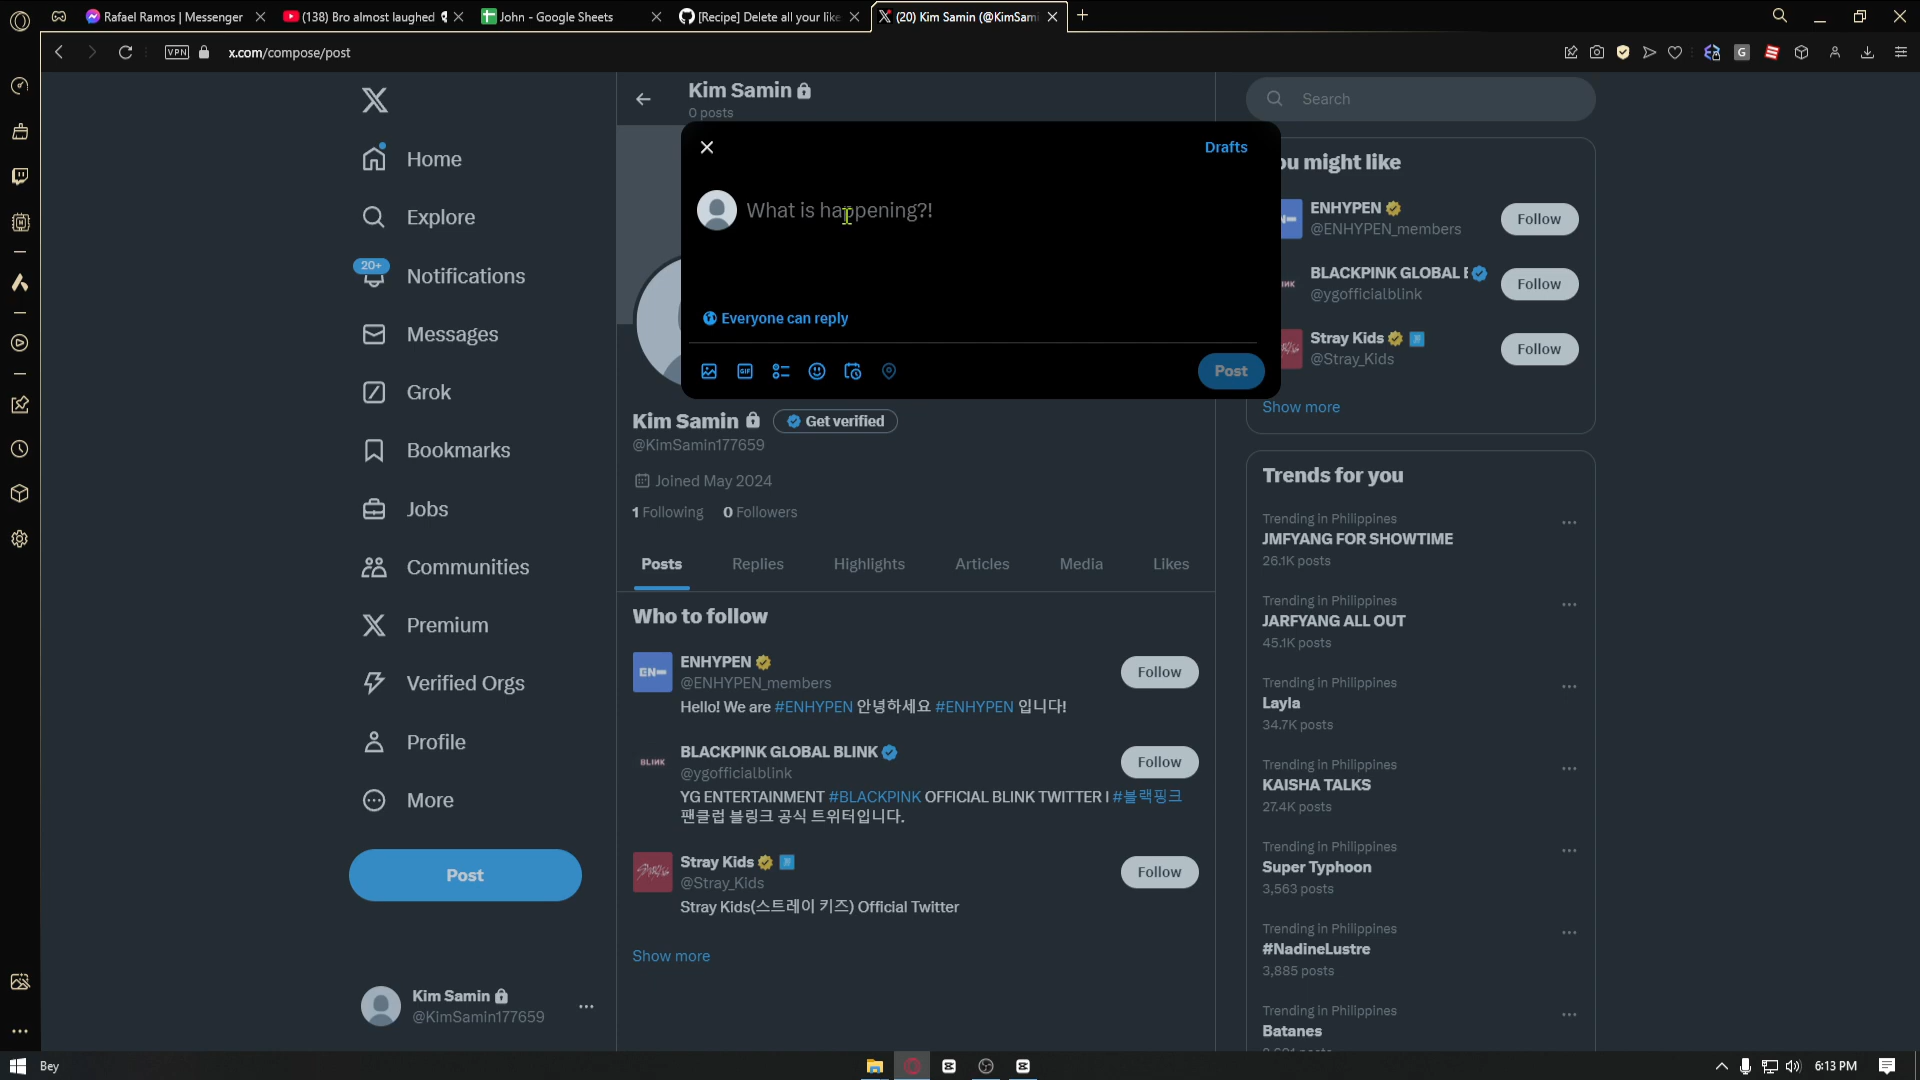 Rafael Ramos | Messenger
(138) Bro almost laughed
John - Google Sheets
[Recipe] Delete all your like
(20) Kim Samin (@KimSami
VPN
x.com/compose/post
Home
Explore
20+
Notifications
Messages
Grok
Bookmarks
Jobs
Communities
Premium
Verified Orgs
Profile
More
Post
Kim Samin
@KimSamin177659
Kim Samin
0 posts
Drafts
What is happening?!
Everyone can reply
GIF
Post
Kim Samin
Get verified
@KimSamin177659
Joined May 2024
1 Following 0 Followers
Posts Replies Highlights Articles Media Likes
Who to follow
EN
ENHYPEN
@ENHYPEN_members
Follow
Hello! We are #ENHYPEN 안녕하세요 #ENHYPEN 입니다!
BLINK
BLACKPINK GLOBAL BLINK
@ygofficialblink
Follow
YG ENTERTAINMENT #BLACKPINK OFFICIAL BLINK TWITTER I #블랙핑크
팬클럽 블링크 공식 트위터입니다.
Stray Kids
@Stray_Kids
Follow
Stray Kids(스트레이 키즈) Official Twitter
Show more
Search
ou might like
ENHYPEN
@ENHYPEN_members
Follow
BLACKPINK GLOBAL
@ygofficialblink
Follow
Stray Kids
@Stray_Kids
Follow
Show more
Trends for you
Trending in Philippines
JMFYANG FOR SHOWTIME
26.1K posts
Trending in Philippines
JARFYANG ALL OUT
45.1K posts
Trending in Philippines
Layla
34.7K posts
Trending in Philippines
KAISHA TALKS
27.4K posts
Trending in Philippines
Super Typhoon
3,563 posts
Trending in Philippines
#NadineLustre
3,885 posts
Trending in Philippines
Batanes
Bey
6:13 PM